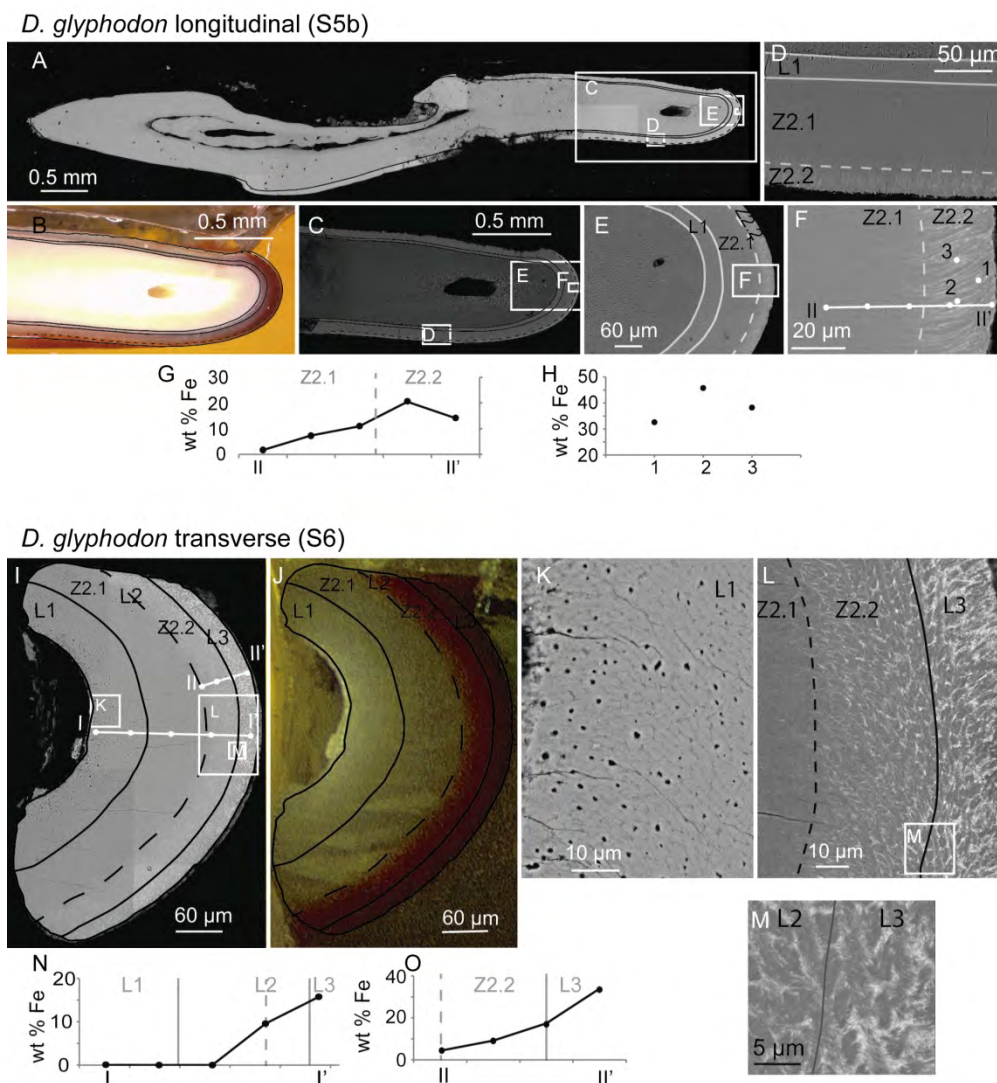 D. glyphodon longitudinal (S5b)
A
C
E
D
0.5 mm
D
50 µm
L1
Z2.1
Z2.2
B
0.5 mm
C
0.5 mm
E
F
D
E
L1
Z2.1
Z2.2
F
60 µm
F
Z2.1
Z2.2
3
1
2
II
II'
20 µm
G
Z2.1
Z2.2
wt % Fe
30
20
10
0
II
II'
H
wt % Fe
50
40
30
20
1
2
3
D. glyphodon transverse (S6)
I
Z2.1
L2
L1
Z2.2
L3
II'
II
K
L
I
I'
M
60 µm
J
Z2.1
L2
L1
Z2.2
L3
60 µm
K
L1
10 µm
L
Z2.1
Z2.2
L3
M
10 µm
M
L2
L3
5 µm
N
L1
L2
L3
wt % Fe
20
10
0
I
I'
O
Z2.2
L3
wt % Fe
40
20
0
II
II'